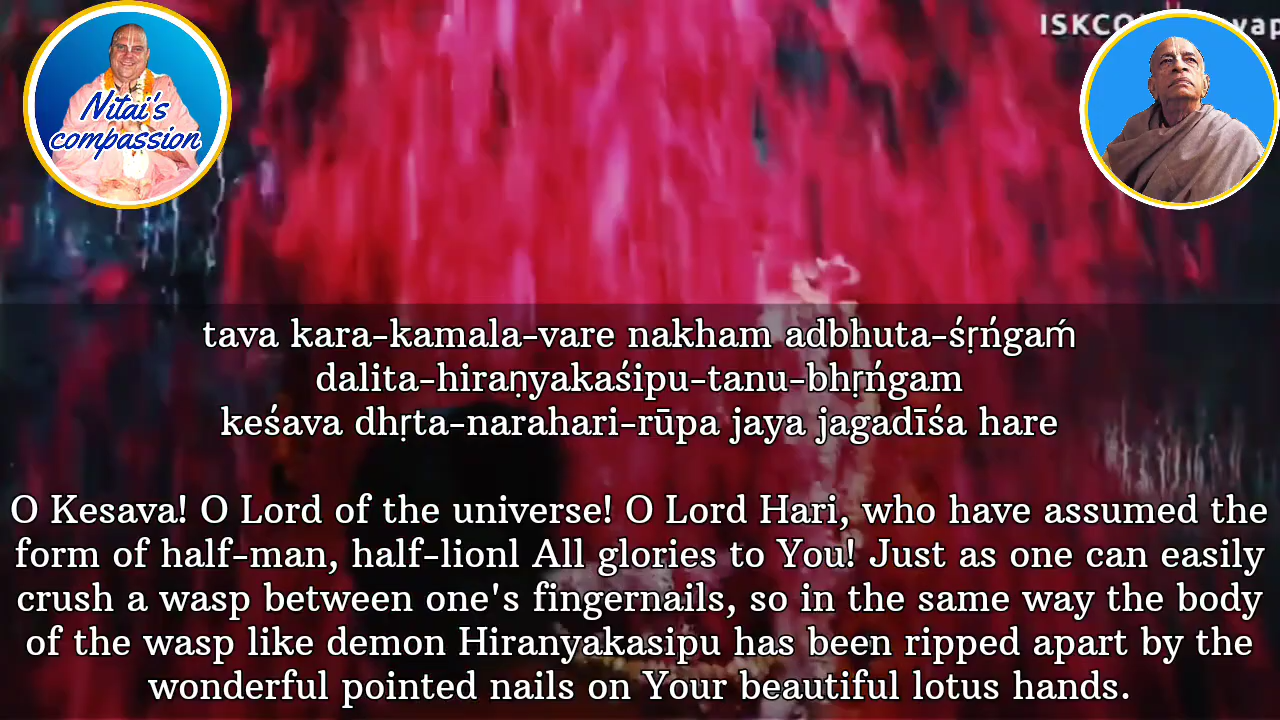 ISKCO
Nitai's
compassion
tava kara-kamala-vare nakham adbhuta-śṛńgaḿ
dalita-hiraṇyakaśipu-tanu-bhṛńgam
keśava dhṛta-narahari-rūpa jaya jagadīśa hare
O Kesava! O Lord of the universe! O Lord Hari, who have assumed the
form of half-man, half-lionl All glories to You! Just as one can easily
crush a wasp between one's fingernails, so in the same way the body
of the wasp like demon Hiranyakasipu has been ripped apart by the
wonderful pointed nails on Your beautiful lotus hands.